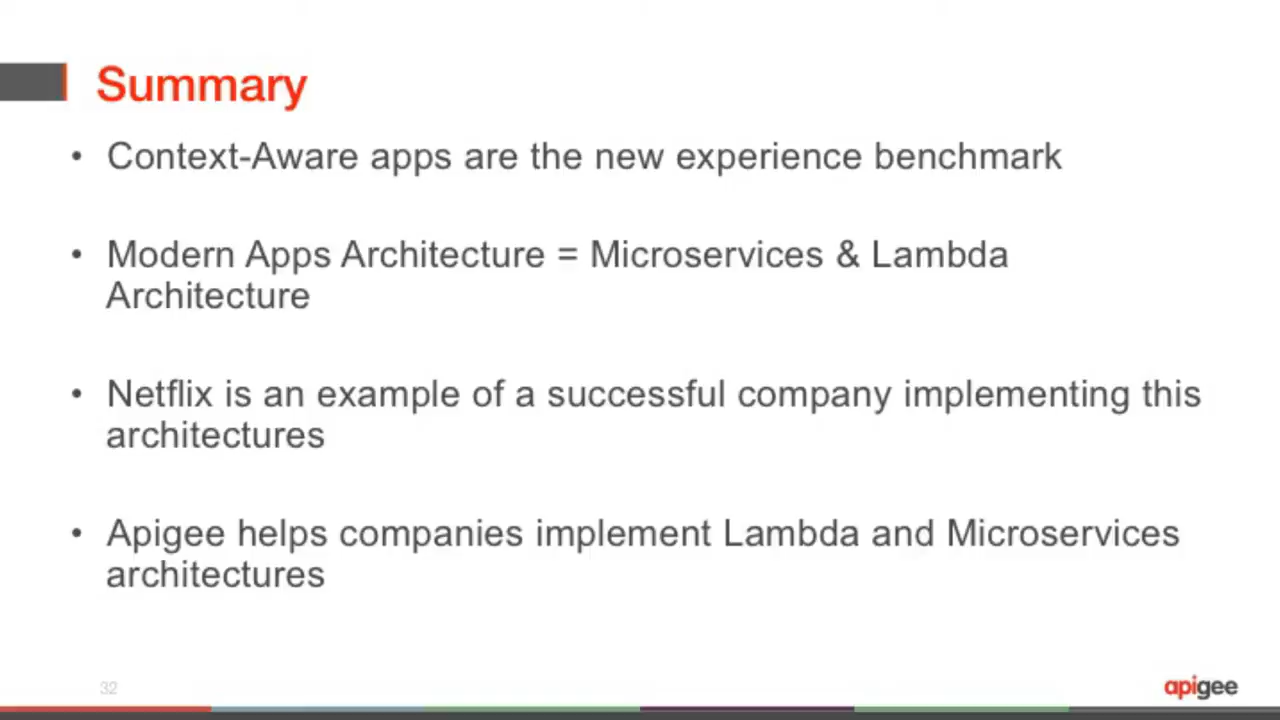 Summary
• Context-Aware apps are the new experience benchmark
• Modern Apps Architecture = Microservices & Lambda
Architecture
• Netflix is an example of a successful company implementing this
architectures
• Apigee helps companies implement Lambda and Microservices
architectures
32
apigee